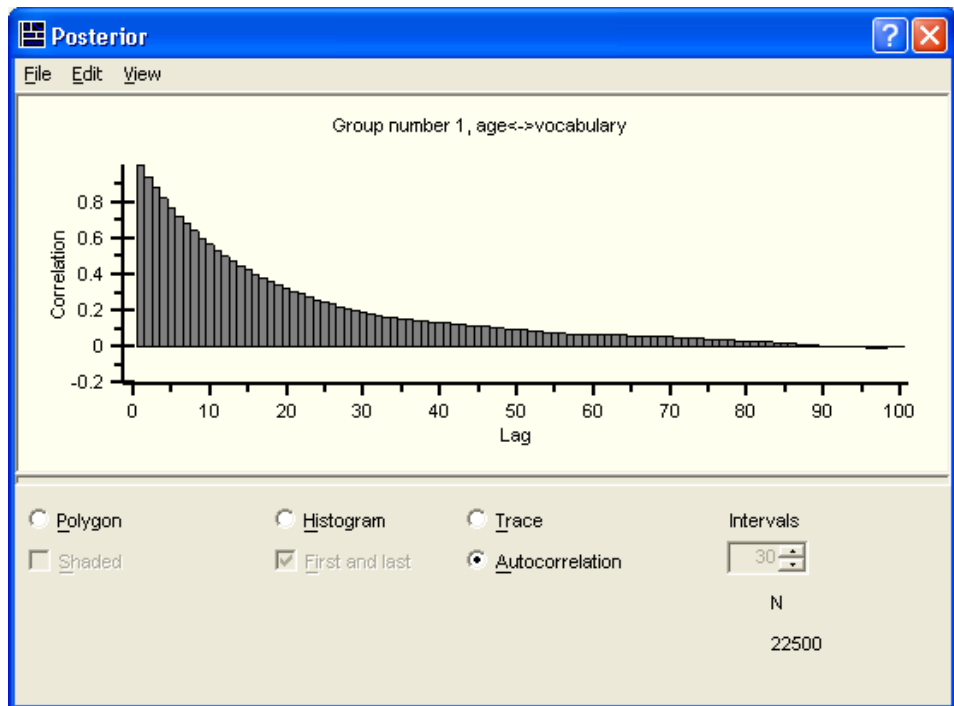 Posterior
File Edit View
Group number 1, age<->vocabulary
Correlation
0.8
0.6
0.4
0.2
0
-0.2
0 10 20 30 40 50 60 70 80 90 100
Lag
Polygon Histogram Trace Intervals
Shaded First and last Autocorrelation 30
N
22500